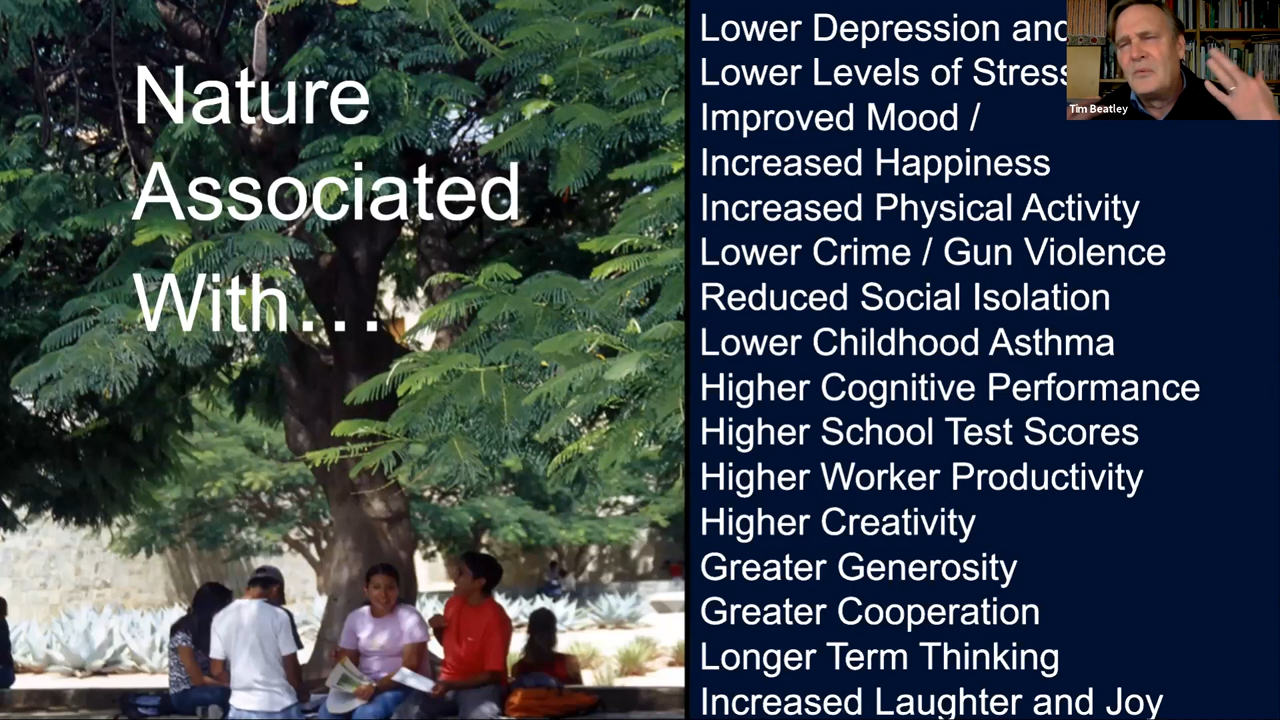 Nature
Associated
With…
Lower Depression and
Lower Levels of Stress
Improved Mood /
Increased Happiness
Increased Physical Activity
Lower Crime / Gun Violence
Reduced Social Isolation
Lower Childhood Asthma
Higher Cognitive Performance
Higher School Test Scores
Higher Worker Productivity
Higher Creativity
Greater Generosity
Greater Cooperation
Longer Term Thinking
Increased Laughter and Joy
Tim Beatley